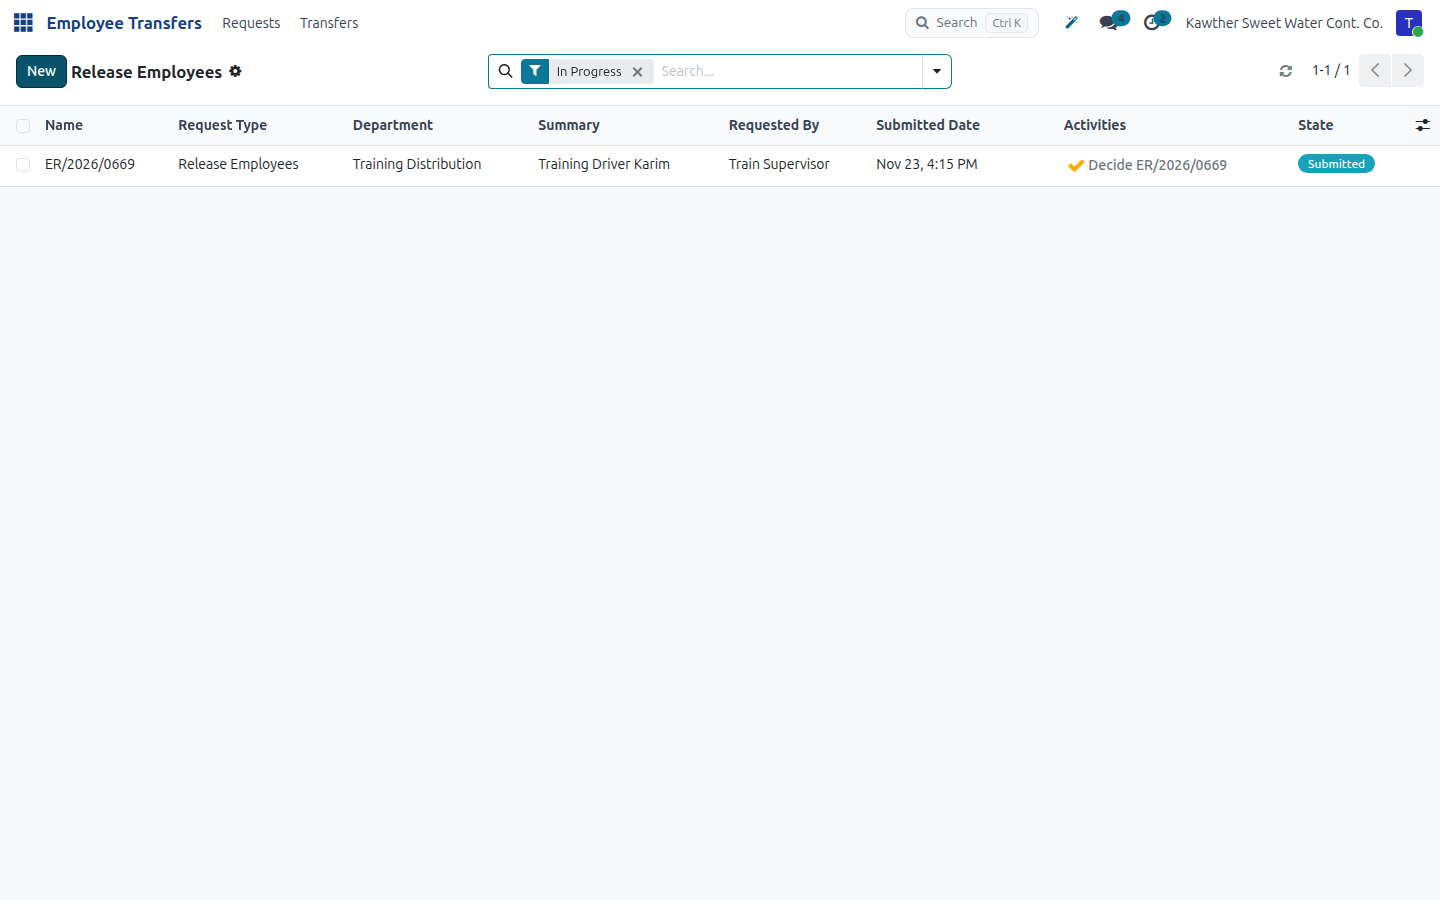 Employee Transfers Requests Transfers Search Ctrl K 4 2 Kawther Sweet Water Cont. Co. T
New Release Employees In Progress Search... 1-1 / 1
Name Request Type Department Summary Requested By Submitted Date Activities State
ER/2026/0669 Release Employees Training Distribution Training Driver Karim Train Supervisor Nov 23, 4:15 PM Decide ER/2026/0669 Submitted